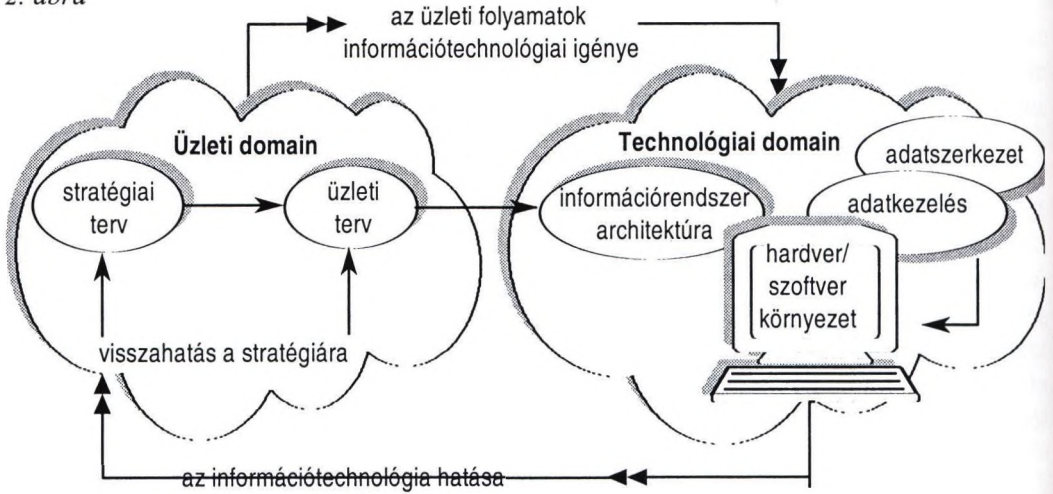 2. ábra
az üzleti folyamatok
információtechnológiai igénye
Üzleti domain
stratégiai
terv
üzleti
terv
visszahatás a stratégiára
Technológiai domain
információrendszer
architektúra
adatszerkezet
adatkezelés
hardver/
szoftver
környezet
az információtechnológia hatása